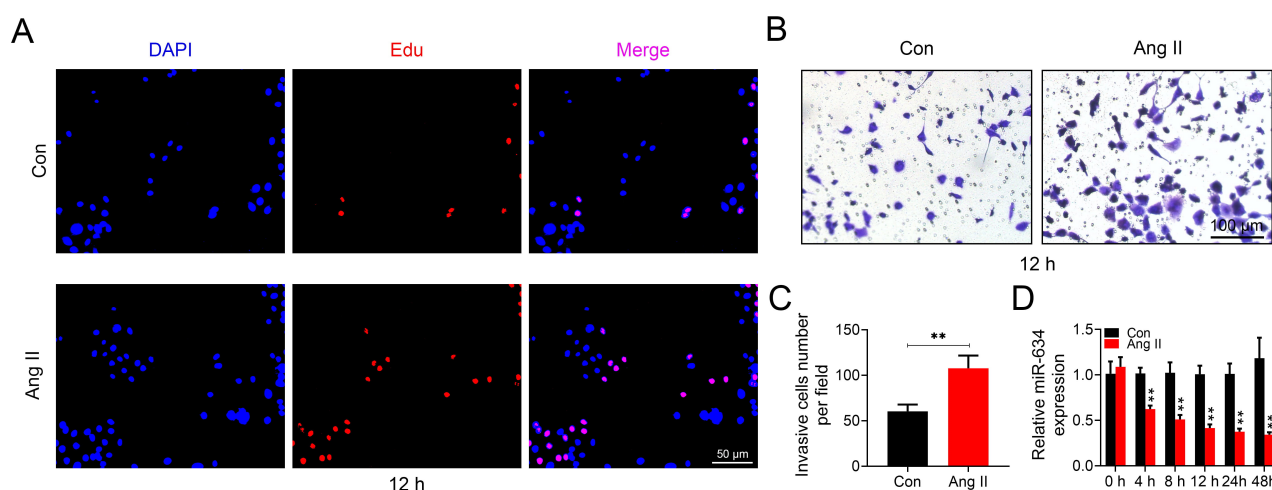 A
DAPI
Edu
Merge
Con
Ang II
50 µm
12 h
B
Con
Ang II
100 µm
12 h
C
Invasive cells number
per field
150
100
50
0
**
Con
Ang II
D
Relative miR-634
expression
1.5
1.0
0.5
0.0
Con
Ang II
**
**
**
**
**
0 h
4 h
8 h
12 h
24h
48h